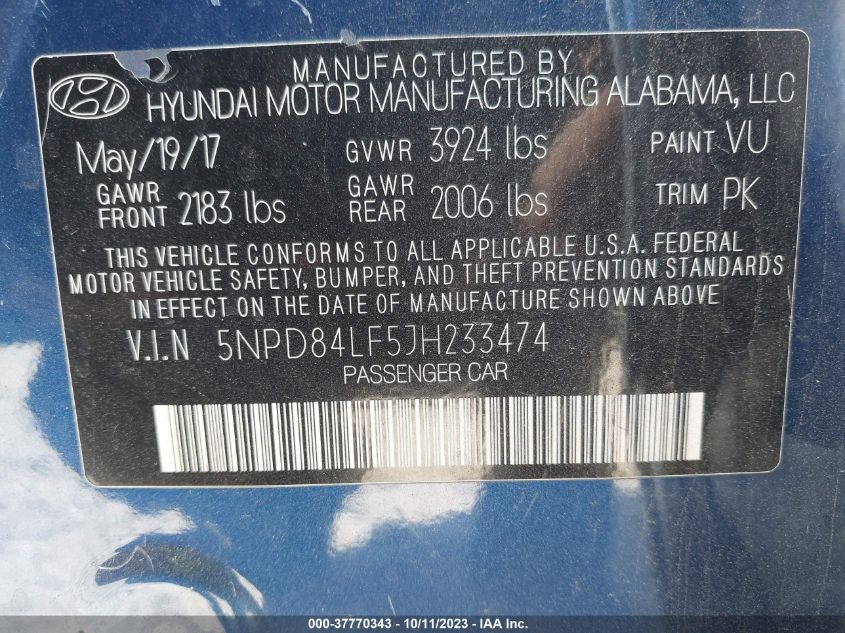 MANUFACTURED BY
HYUNDAI MOTOR MANUFACTURING ALABAMA, LLC
May/19/17 GVWR 3924 lbs PAINT VU
GAWR FRONT 2183 lbs GAWR REAR 2006 lbs TRIM PK
THIS VEHICLE CONFORMS TO ALL APPLICABLE U.S.A. FEDERAL
MOTOR VEHICLE SAFETY, BUMPER, AND THEFT PREVENTION STANDARDS
IN EFFECT ON THE DATE OF MANUFACTURE SHOWN ABOVE
V.I.N 5NPD84LF5JH233474
PASSENGER CAR
000-37770343 - 10/11/2023 - IAA Inc.